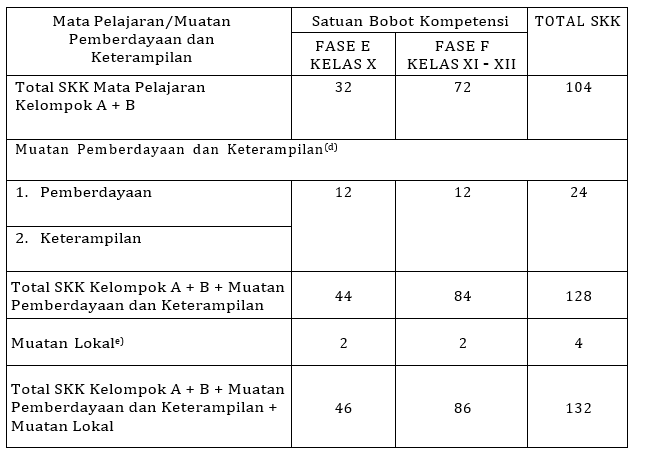 Mata Pelajaran/Muatan
Pemberdayaan dan
Keterampilan
Satuan Bobot Kompetensi
TOTAL SKK
FASE E
KELAS X
FASE F
KELAS XI - XII
Total SKK Mata Pelajaran
Kelompok A + B
32
72
104
Muatan Pemberdayaan dan Keterampilan(d)
1. Pemberdayaan
12
12
24
2. Keterampilan
Total SKK Kelompok A + B + Muatan
Pemberdayaan dan Keterampilan
44
84
128
Muatan Lokale)
2
2
4
Total SKK Kelompok A + B + Muatan
Pemberdayaan dan Keterampilan +
Muatan Lokal
46
86
132